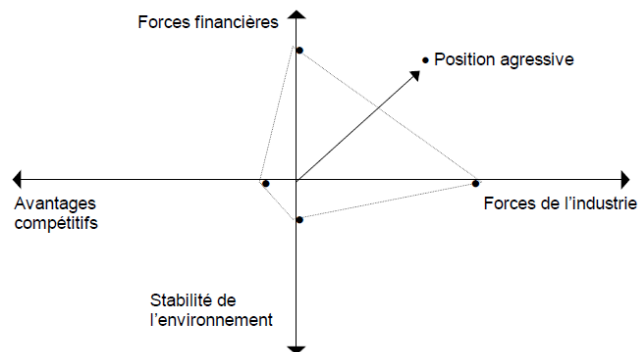 Forces financières
• Position agressive
Avantages
compétitifs
Forces de l’industrie
Stabilité de
l’environnement